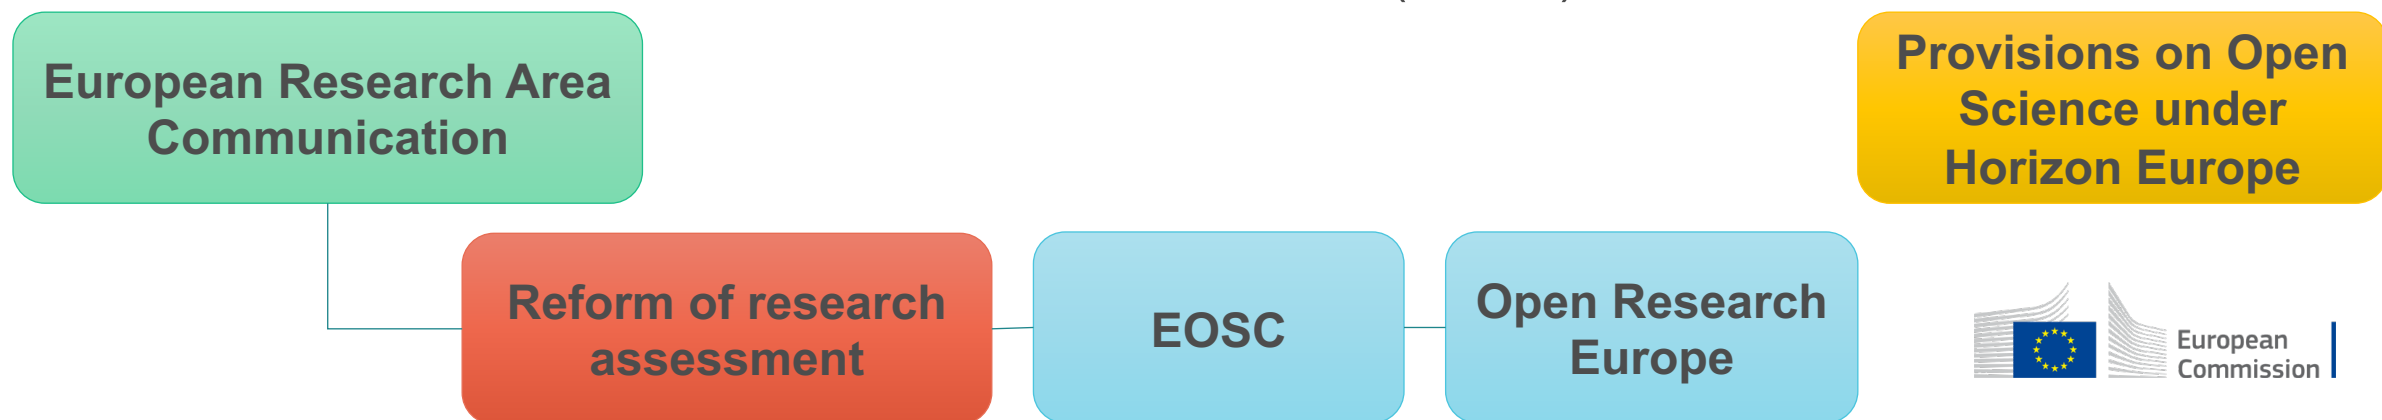 European Research Area
Communication
Provisions on Open
Science under
Horizon Europe
Reform of research
assessment
EOSC
Open Research
Europe
European
Commission